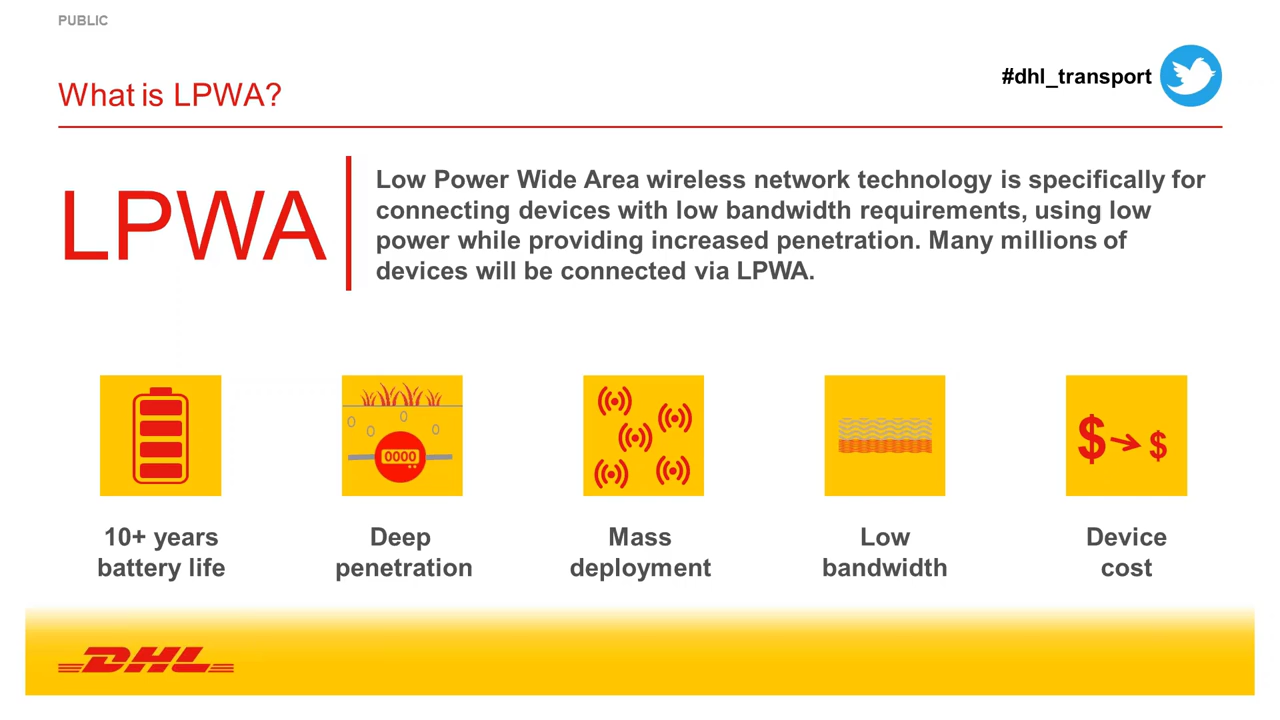 PUBLIC
#dhl_transport
What is LPWA?
LPWA
Low Power Wide Area wireless network technology is specifically for
connecting devices with low bandwidth requirements, using low
power while providing increased penetration. Many millions of
devices will be connected via LPWA.
0000
$ $
10+ years
battery life
Deep
penetration
Mass
deployment
Low
bandwidth
Device
cost
DHL